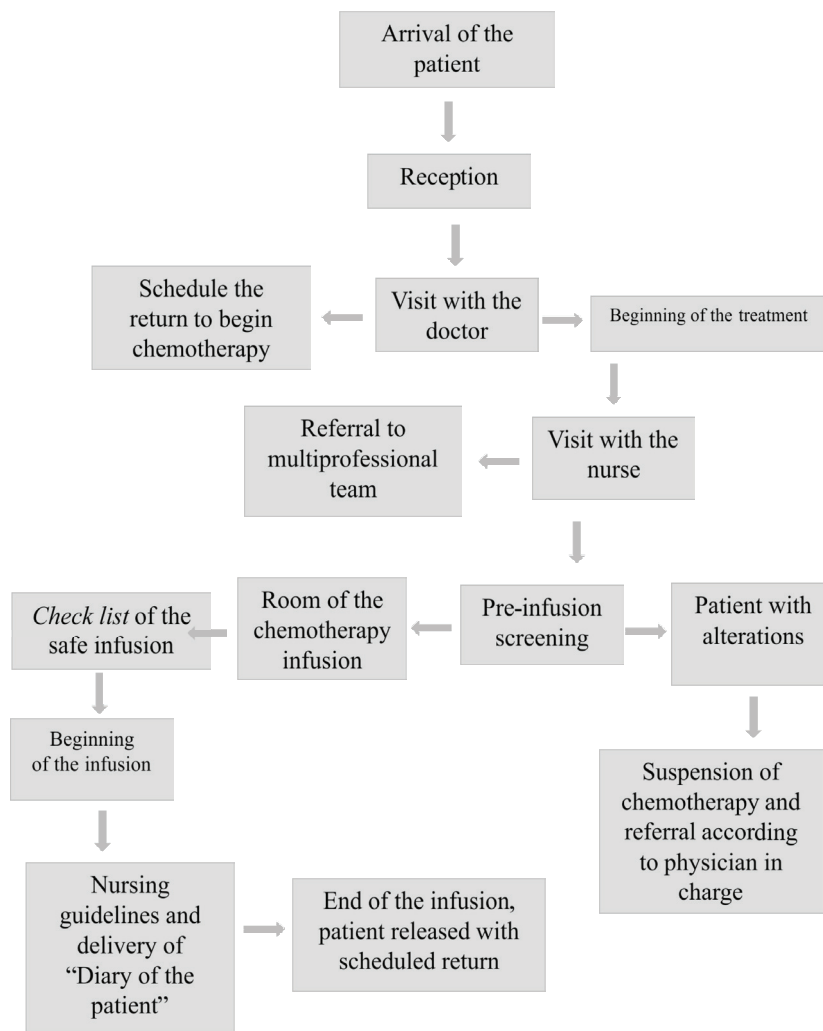 Arrival of the
patient
Reception
Schedule the
return to begin
chemotherapy
Visit with the
doctor
Beginning of the treatment
Referral to
multiprofessional
team
Visit with the
nurse
Check list of the
safe infusion
Room of the
chemotherapy
infusion
Pre-infusion
screening
Patient with
alterations
Beginning
of the infusion
Suspension of
chemotherapy and
referral according
to physician in
charge
Nursing
guidelines and
delivery of
“Diary of the
patient”
End of the infusion,
patient released with
scheduled return